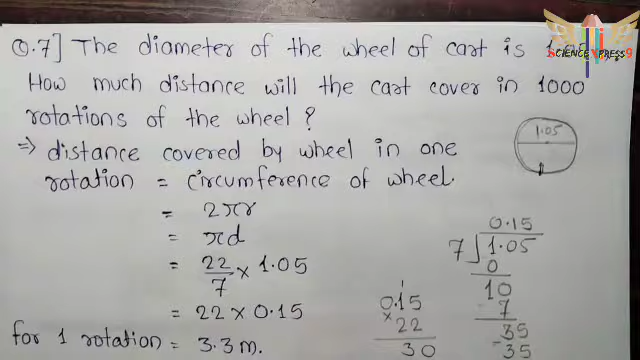 Q.7] The diameter of the wheel of cart is
How much distance will the cart cover in 1000
rotations of the wheel?
⇒ distance covered by wheel in one
rotation = circumference of wheel.
= 2πr
= πd
= 22/7 × 1.05
= 22 × 0.15
for 1 rotation = 3.3 m.
1.05
0.15
7 ⟌ 1.05
0
10
- 7
35
- 35
1
0.15
× 22
30